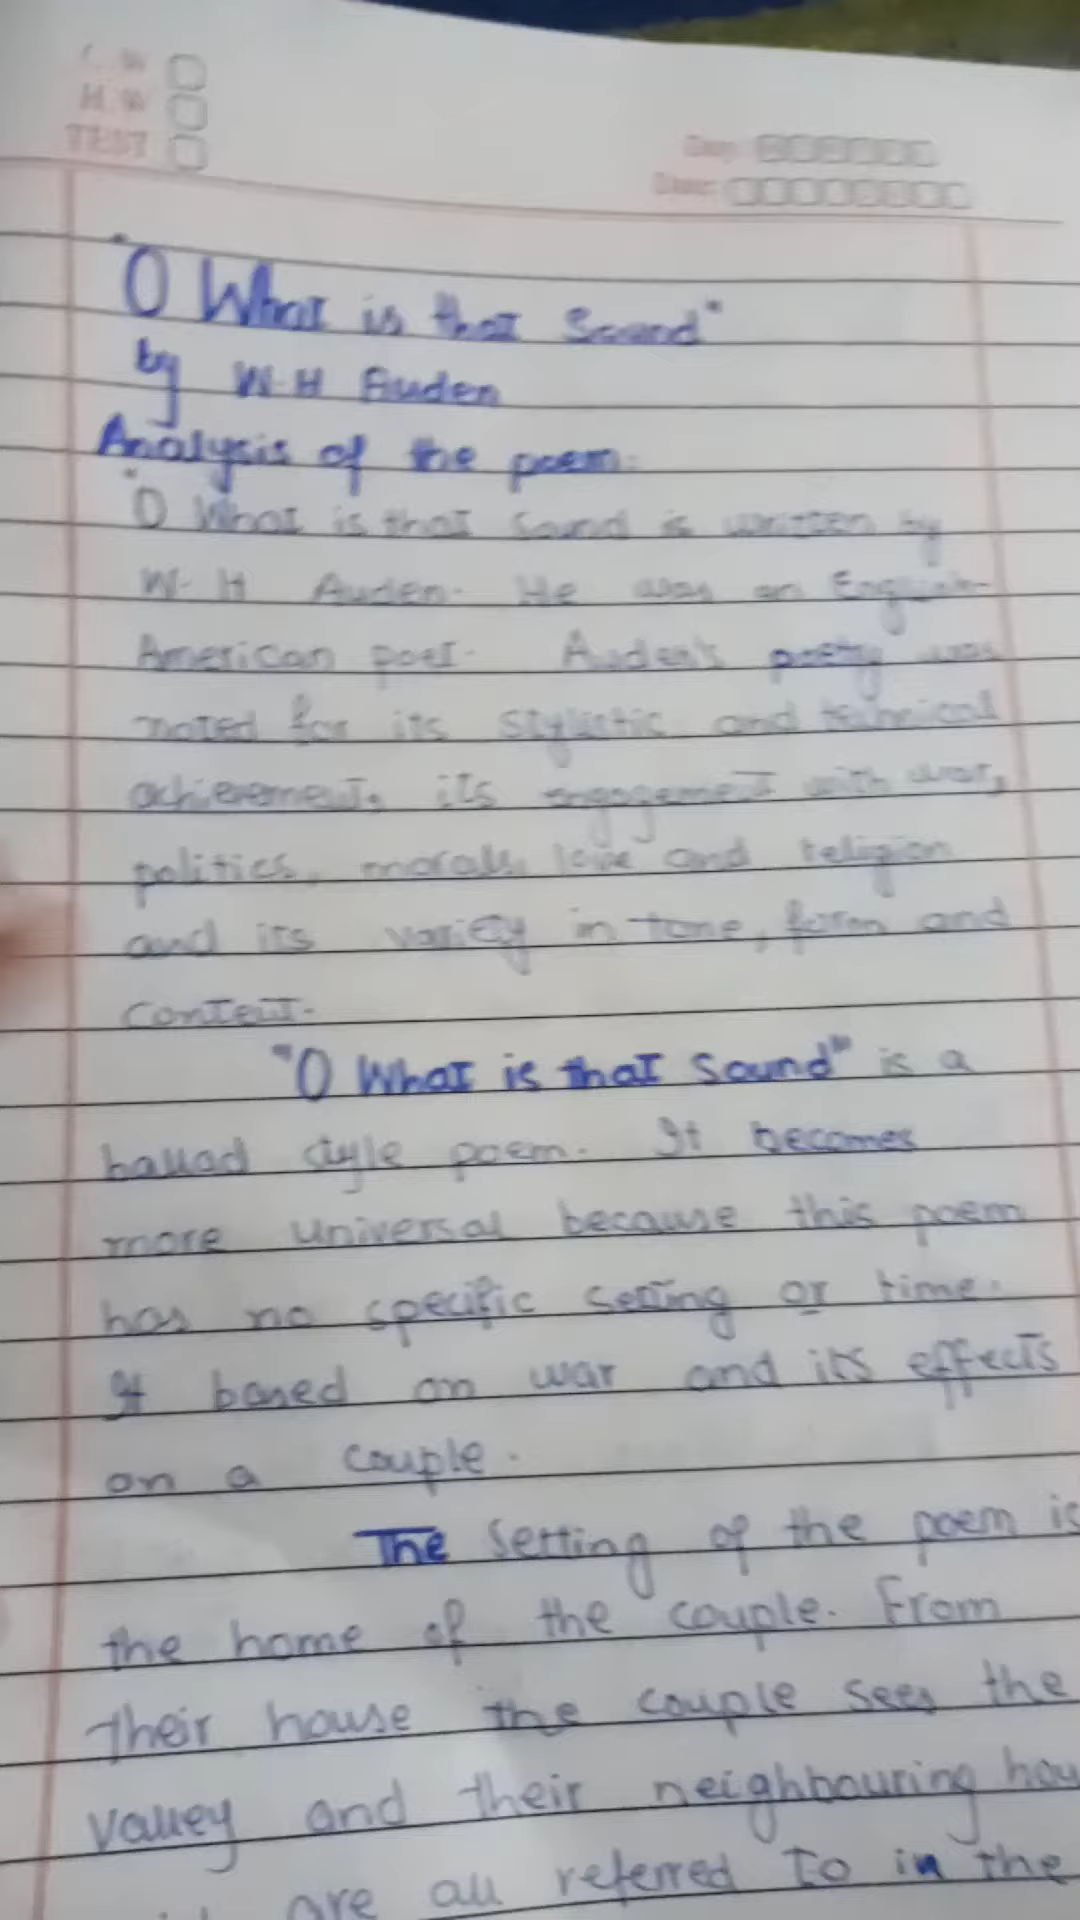 C.W
H.W
TEST
Day:
Date:
"O What is that Sound"
by W.H Auden
Analysis of the poem:
"O What is that Sound is written by
W. H Auden. He was an English-
American poet. Auden's poetry was
noted for its stylistic and technical
achievement, its engagement with war,
politics, morals, love and religion
and its variety in tone, form and
content.
"O What is that Sound" is a
ballad style poem. It becomes
more universal because this poem
has no specific setting or time.
It based on war and its effects
on a couple.
The setting of the poem is
the home of the couple. From
their house the couple sees the
valley and their neighbouring hou
are all referred to in the